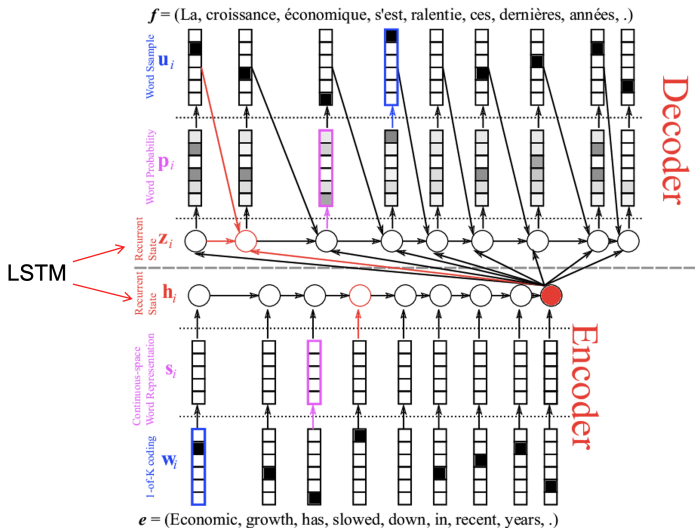 f = (La, croissance, économique, s'est, ralentie, ces, dernières, années, .)
Word Ssample
u_i
Word Probability
p_i
Recurrent
State
z_i
Decoder
LSTM
Recurrent
State
h_i
Continuous-space
Word Representation
s_i
1-of-K coding
w_i
Encoder
e = (Economic, growth, has, slowed, down, in, recent, years, .)